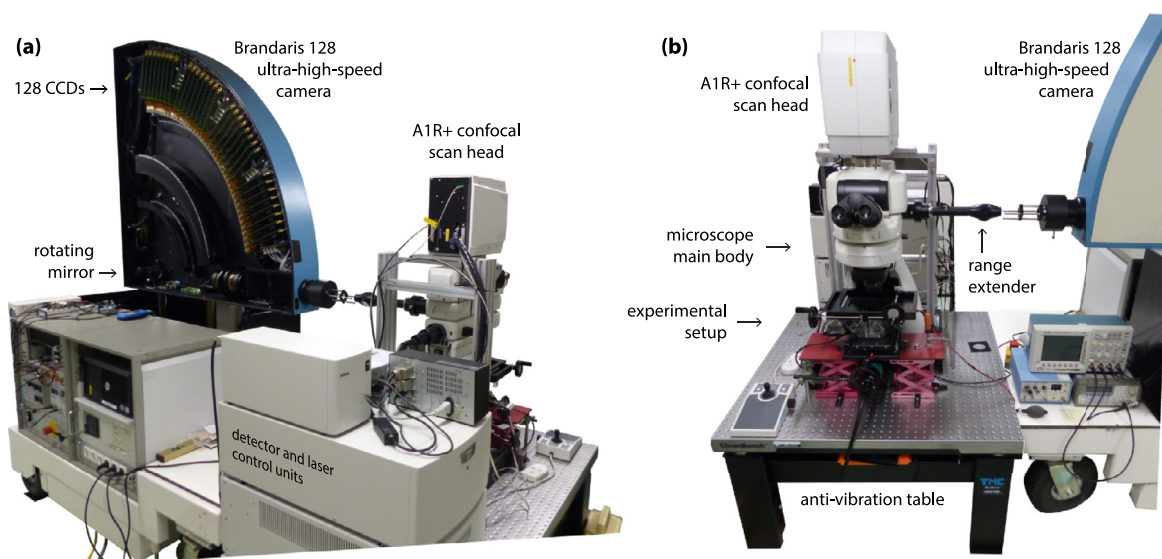 (a)
Brandaris 128
ultra-high-speed
camera
128 CCDs →
A1R+ confocal
scan head
rotating
mirror →
detector and laser
control units
(b)
Brandaris 128
ultra-high-speed
camera
A1R+ confocal
scan head
microscope →
main body
range
extender
experimental →
setup
CleanBench
TMC
anti-vibration table